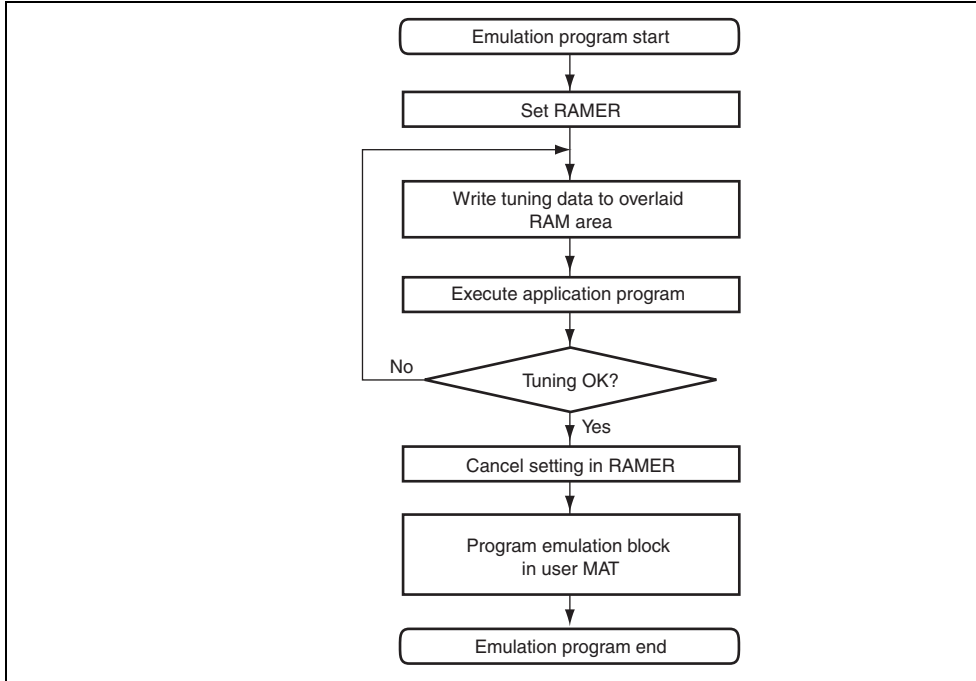 Emulation program start
Set RAMER
Write tuning data to overlaid
RAM area
Execute application program
No
Tuning OK?
Yes
Cancel setting in RAMER
Program emulation block
in user MAT
Emulation program end